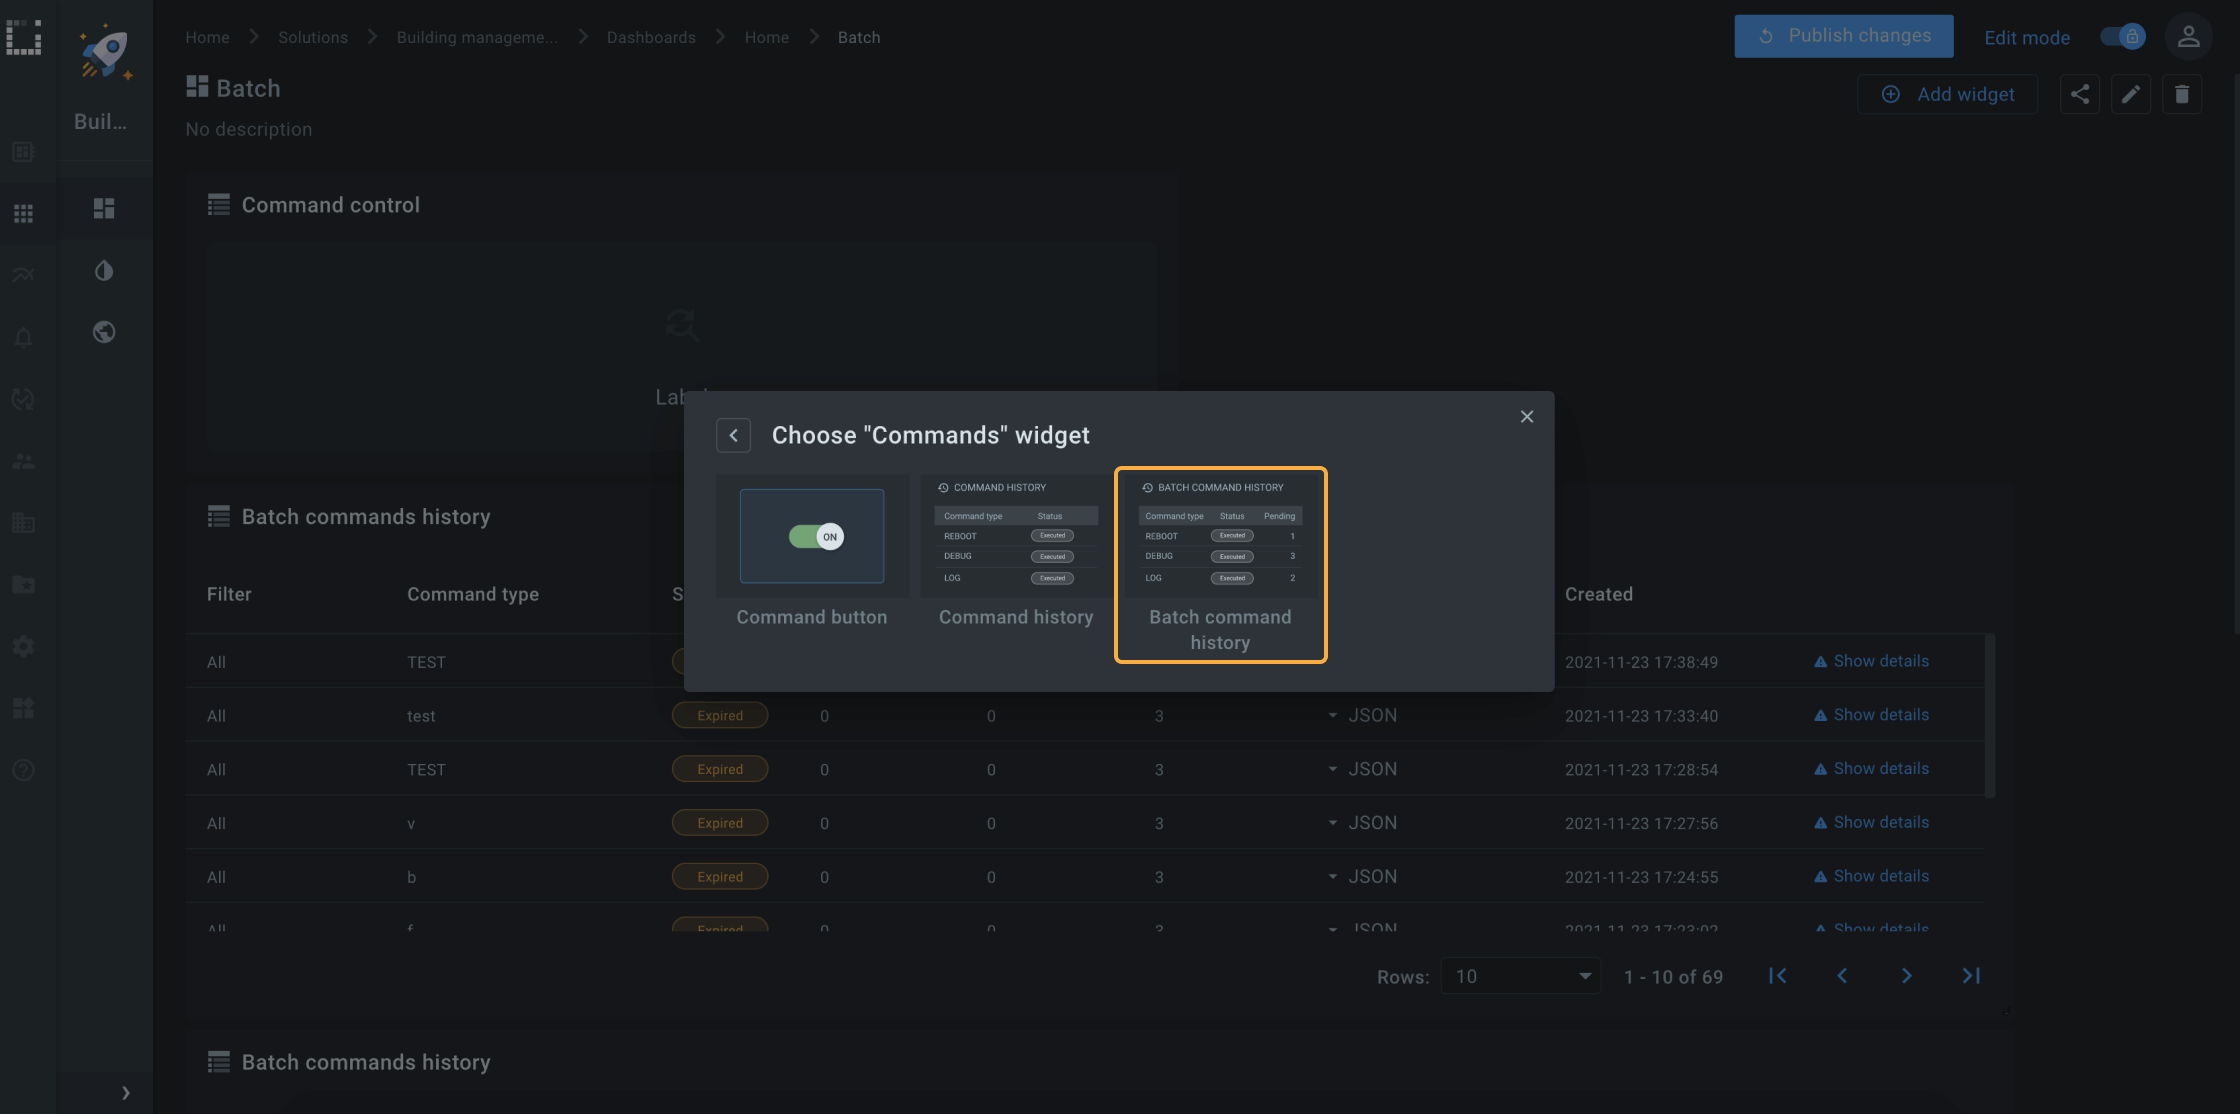 Home > Solutions > Building manageme... > Dashboards > Home > Batch
Publish changes
Edit mode
Buil...
Batch
Add widget
No description
Command control
Choose "Commands" widget
ON
Command button
COMMAND HISTORY
Command type Status
REBOOT Executed
DEBUG Executed
LOG Executed
Command history
BATCH COMMAND HISTORY
Command type Status Pending
REBOOT Executed 1
DEBUG Executed 3
LOG Executed 2
Batch command
history
Batch commands history
Filter Command type Created
All TEST 2021-11-23 17:38:49 Show details
All test Expired 0 0 3 JSON 2021-11-23 17:33:40 Show details
All TEST Expired 0 0 3 JSON 2021-11-23 17:28:54 Show details
All v Expired 0 0 3 JSON 2021-11-23 17:27:56 Show details
All b Expired 0 0 3 JSON 2021-11-23 17:24:55 Show details
All f Expired 0 0 3 JSON 2021-11-23 17:23:02 Show details
Rows: 10 1 - 10 of 69
Batch commands history